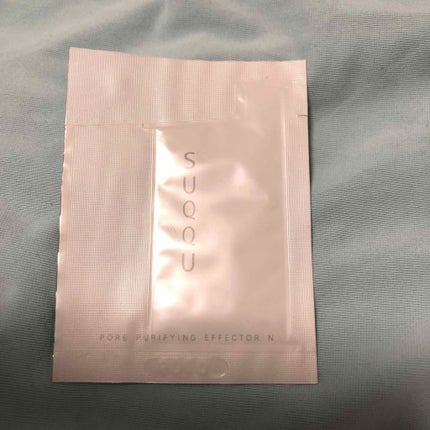 SUQQU
PORE PURIFYING EFFECTOR N